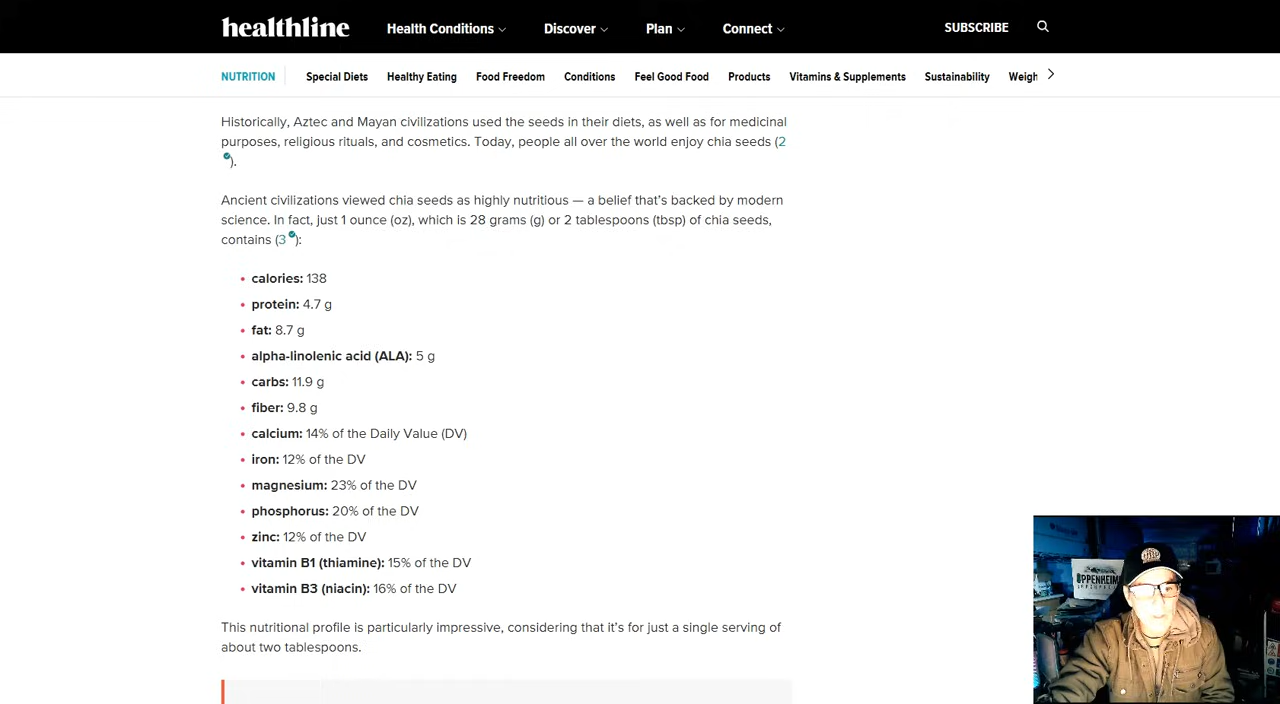 healthline
Health Conditions
Discover
Plan
Connect
SUBSCRIBE
NUTRITION
Special Diets
Healthy Eating
Food Freedom
Conditions
Feel Good Food
Products
Vitamins & Supplements
Sustainability
Weigh
Historically, Aztec and Mayan civilizations used the seeds in their diets, as well as for medicinal
purposes, religious rituals, and cosmetics. Today, people all over the world enjoy chia seeds (2
).
Ancient civilizations viewed chia seeds as highly nutritious — a belief that's backed by modern
science. In fact, just 1 ounce (oz), which is 28 grams (g) or 2 tablespoons (tbsp) of chia seeds,
contains (3 ):
• calories: 138
• protein: 4.7 g
• fat: 8.7 g
• alpha-linolenic acid (ALA): 5 g
• carbs: 11.9 g
• fiber: 9.8 g
• calcium: 14% of the Daily Value (DV)
• iron: 12% of the DV
• magnesium: 23% of the DV
• phosphorus: 20% of the DV
• zinc: 12% of the DV
• vitamin B1 (thiamine): 15% of the DV
• vitamin B3 (niacin): 16% of the DV
This nutritional profile is particularly impressive, considering that it's for just a single serving of
about two tablespoons.